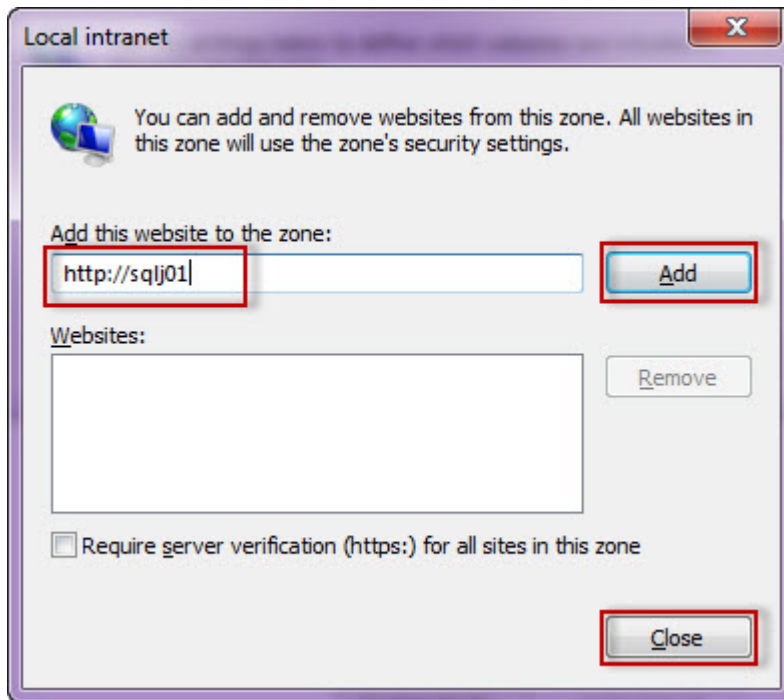 Local intranet
You can add and remove websites from this zone. All websites in
this zone will use the zone's security settings.
Add this website to the zone:
http://sqlj01
Add
Websites:
Remove
Require server verification (https:) for all sites in this zone
Close